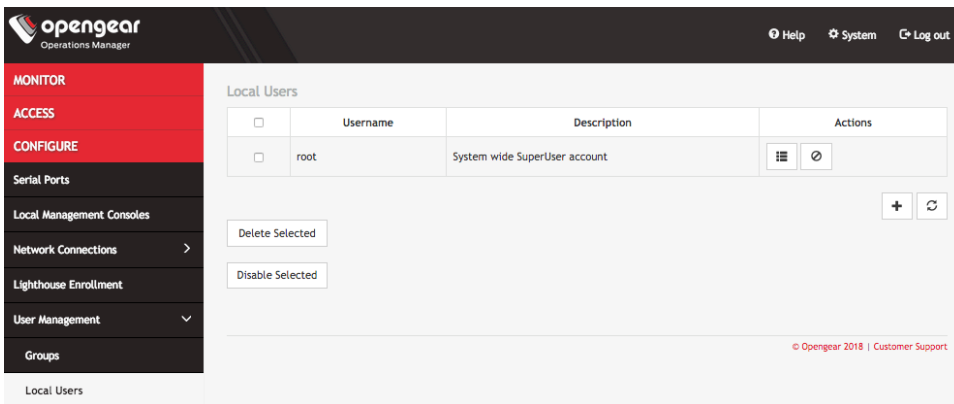 opengear
Operations Manager
Help
System
Log out
MONITOR
ACCESS
CONFIGURE
Serial Ports
Local Management Consoles
Network Connections
Lighthouse Enrollment
User Management
Groups
Local Users
Local Users
Username Description Actions
root System wide SuperUser account
Delete Selected
Disable Selected
© Opengear 2018 | Customer Support